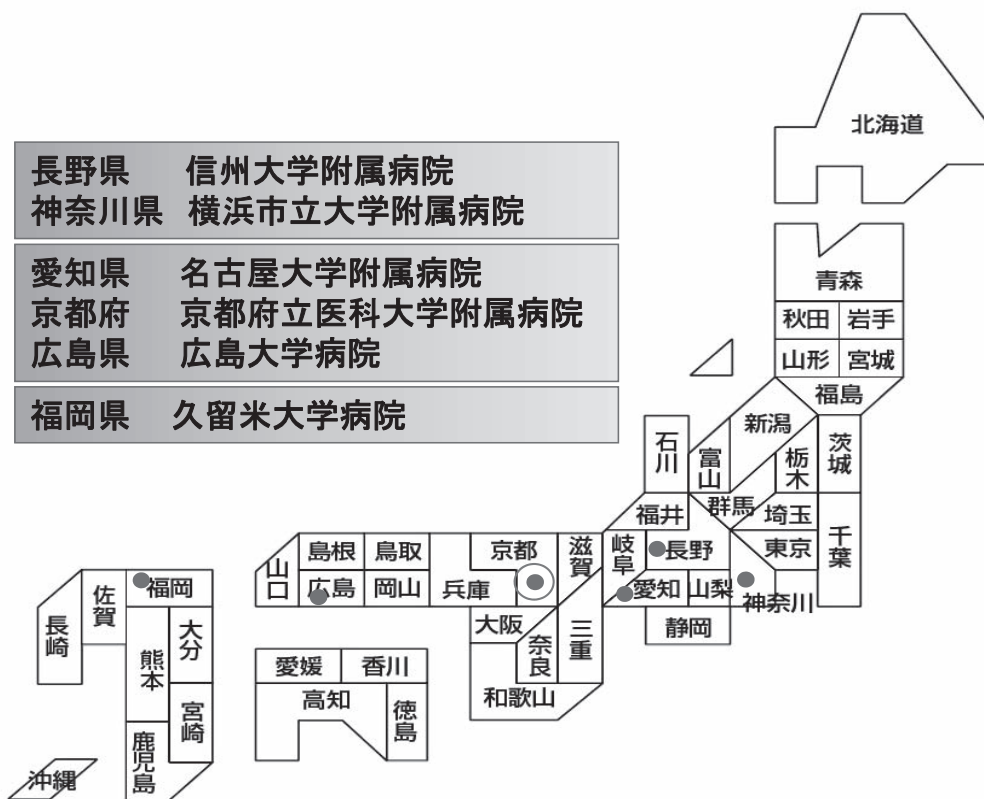 長野県 信州大学附属病院
神奈川県 横浜市立大学附属病院
愛知県 名古屋大学附属病院
京都府 京都府立医科大学附属病院
広島県 広島大学病院
福岡県 久留米大学病院
北海道
青森
秋田 岩手
山形 宮城
福島
新潟
石川
富山
栃木
茨城
福井
群馬
埼玉
千葉
山口
島根
鳥取
京都
滋賀
岐阜
長野
東京
広島
岡山
兵庫
愛知
山梨
神奈川
静岡
大阪
奈良
三重
和歌山
愛媛 香川
高知
徳島
福岡
佐賀
長崎
大分
熊本
宮崎
鹿児島
沖縄